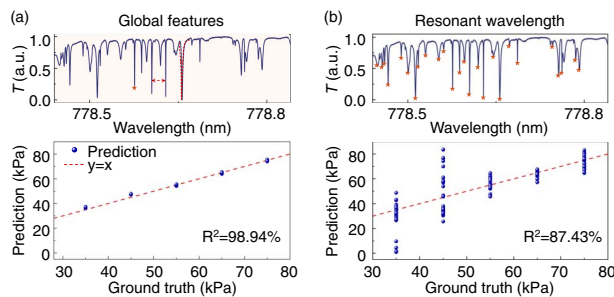 (a) Global features
1.0
0.5
0.0
T (a.u.)
778.5 778.8
Wavelength (nm)
80
60
40
20
0
Prediction (kPa)
Prediction
y=x
R²=98.94%
30 40 50 60 70 80
Ground truth (kPa)
(b) Resonant wavelength
1.0
0.5
0.0
T (a.u.)
778.5 778.8
Wavelength (nm)
80
60
40
20
0
Prediction (kPa)
R²=87.43%
30 40 50 60 70 80
Ground truth (kPa)